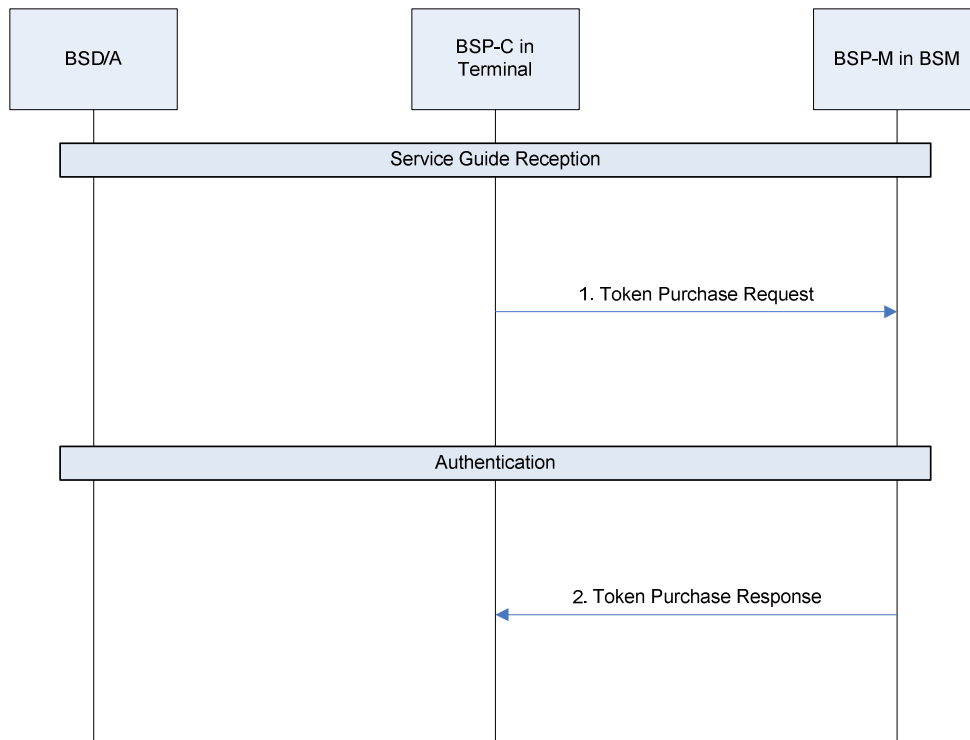 BSD/A
BSP-C in
Terminal
BSP-M in BSM
Service Guide Reception
1. Token Purchase Request
Authentication
2. Token Purchase Response